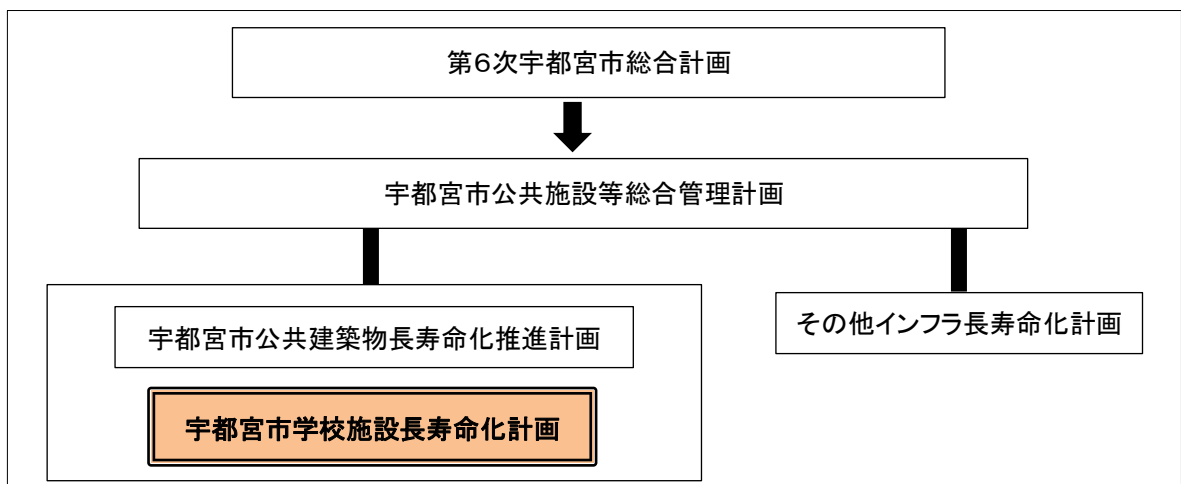 第6次宇都宮市総合計画
宇都宮市公共施設等総合管理計画
宇都宮市公共建築物長寿命化推進計画
その他インフラ長寿命化計画
宇都宮市学校施設長寿命化計画